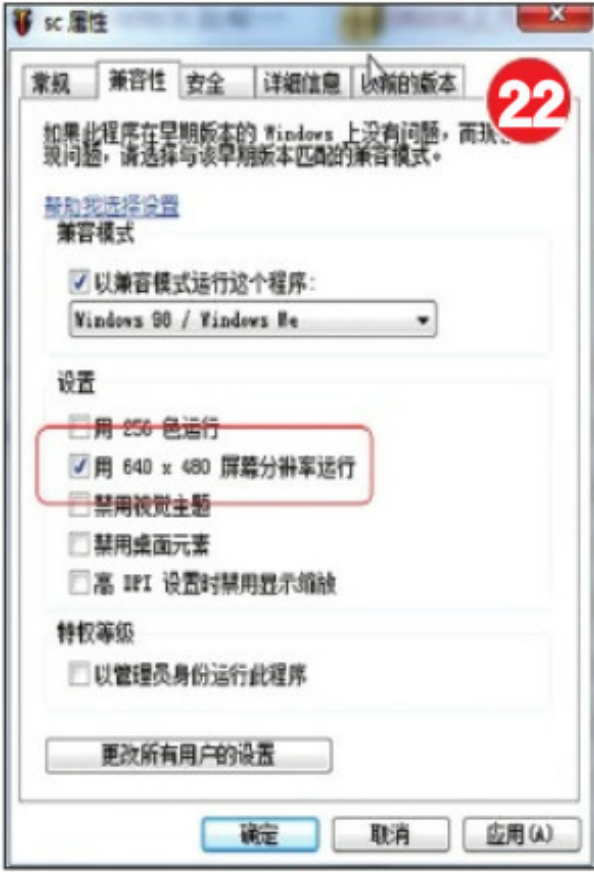 sc 属性
常规 兼容性 安全 详细信息 以前的版本
22
如果此程序在早期版本的 Windows 上没有问题，而现
现问题，请选择与该早期版本匹配的兼容模式。
帮助我选择设置
兼容模式
以兼容模式运行这个程序:
Windows 98 / Windows Me
设置
用 256 色运行
用 640 x 480 屏幕分辨率运行
禁用视觉主题
禁用桌面元素
高 DPI 设置时禁用显示缩放
特权等级
以管理员身份运行此程序
更改所有用户的设置
确定 取消 应用(A)